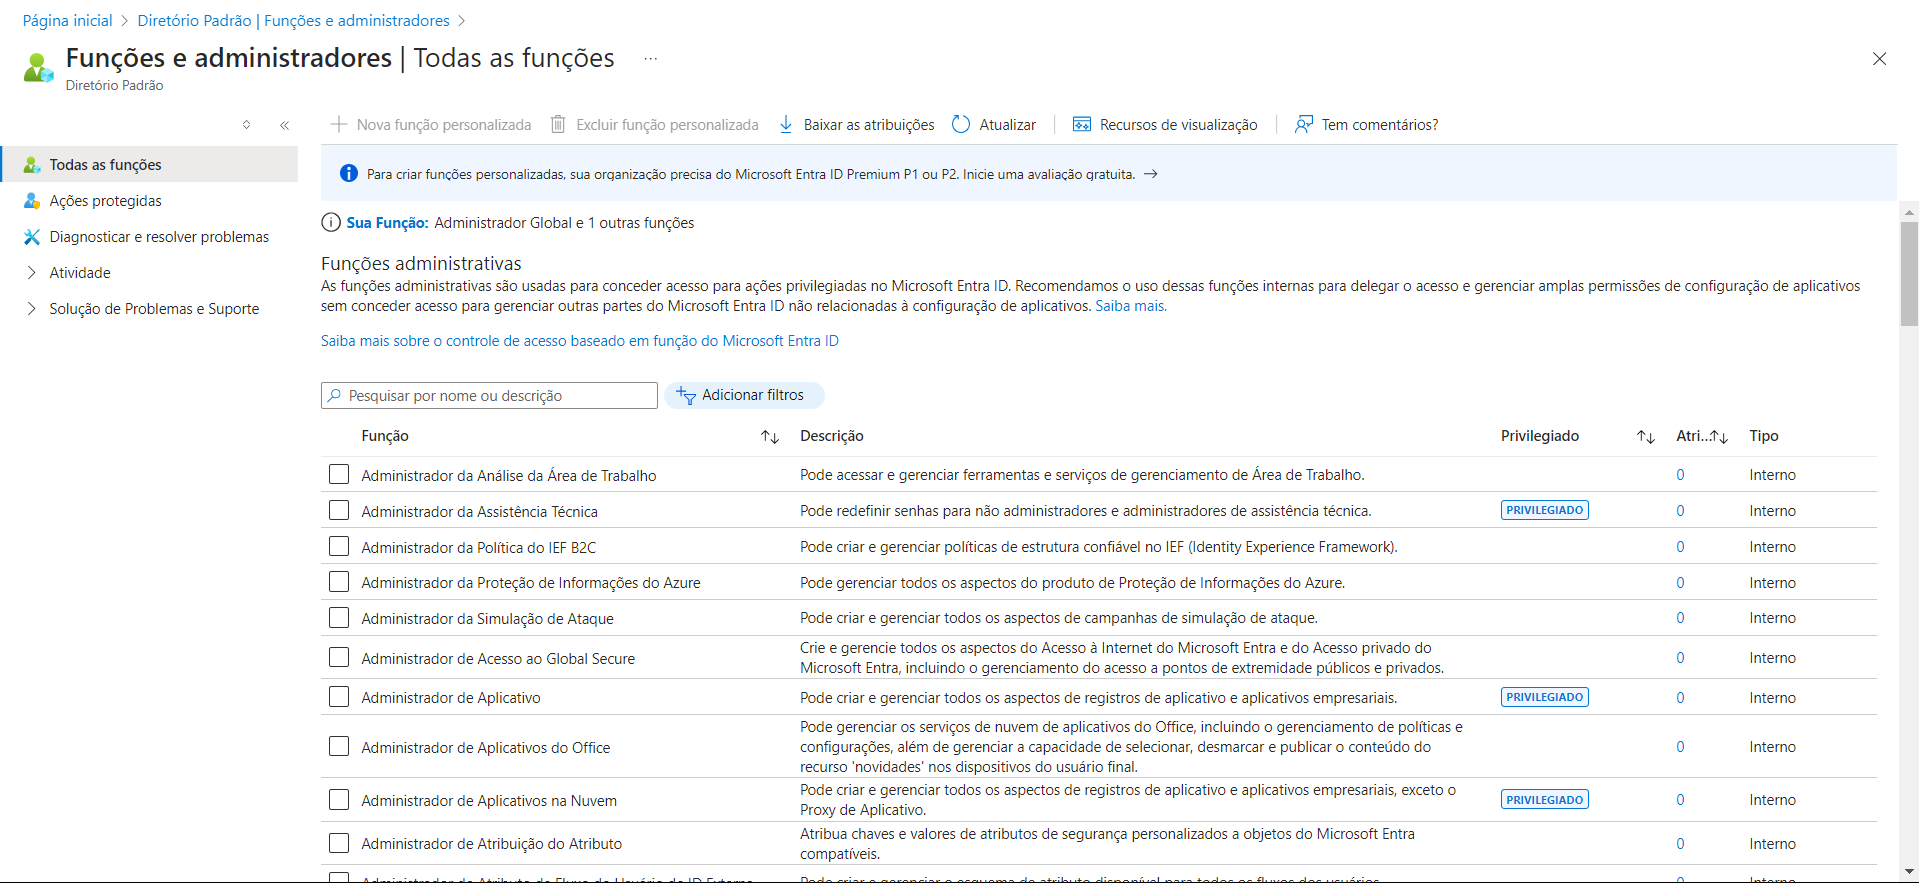 Página inicial > Diretório Padrão | Funções e administradores >
Funções e administradores | Todas as funções ...
Diretório Padrão
Todas as funções
Ações protegidas
Diagnosticar e resolver problemas
Atividade
Solução de Problemas e Suporte
Nova função personalizada Excluir função personalizada Baixar as atribuições Atualizar Recursos de visualização Tem comentários?
Para criar funções personalizadas, sua organização precisa do Microsoft Entra ID Premium P1 ou P2. Inicie uma avaliação gratuita. →
Sua Função: Administrador Global e 1 outras funções
Funções administrativas
As funções administrativas são usadas para conceder acesso para ações privilegiadas no Microsoft Entra ID. Recomendamos o uso dessas funções internas para delegar o acesso e gerenciar amplas permissões de configuração de aplicativos
sem conceder acesso para gerenciar outras partes do Microsoft Entra ID não relacionadas à configuração de aplicativos. Saiba mais.
Saiba mais sobre o controle de acesso baseado em função do Microsoft Entra ID
Pesquisar por nome ou descrição Adicionar filtros
Função Descrição Privilegiado Atri... Tipo
Administrador da Análise da Área de Trabalho Pode acessar e gerenciar ferramentas e serviços de gerenciamento de Área de Trabalho. 0 Interno
Administrador da Assistência Técnica Pode redefinir senhas para não administradores e administradores de assistência técnica. PRIVILEGIADO 0 Interno
Administrador da Política do IEF B2C Pode criar e gerenciar políticas de estrutura confiável no IEF (Identity Experience Framework). 0 Interno
Administrador da Proteção de Informações do Azure Pode gerenciar todos os aspectos do produto de Proteção de Informações do Azure. 0 Interno
Administrador da Simulação de Ataque Pode criar e gerenciar todos os aspectos de campanhas de simulação de ataque. 0 Interno
Administrador de Acesso ao Global Secure Crie e gerencie todos os aspectos do Acesso à Internet do Microsoft Entra e do Acesso privado do
Microsoft Entra, incluindo o gerenciamento do acesso a pontos de extremidade públicos e privados. 0 Interno
Administrador de Aplicativo Pode criar e gerenciar todos os aspectos de registros de aplicativo e aplicativos empresariais. PRIVILEGIADO 0 Interno
Pode gerenciar os serviços de nuvem de aplicativos do Office, incluindo o gerenciamento de políticas e
Administrador de Aplicativos do Office configurações, além de gerenciar a capacidade de selecionar, desmarcar e publicar o conteúdo do 0 Interno
recurso 'novidades' nos dispositivos do usuário final.
Administrador de Aplicativos na Nuvem Pode criar e gerenciar todos os aspectos de registros de aplicativo e aplicativos empresariais, exceto o
Proxy de Aplicativo. PRIVILEGIADO 0 Interno
Administrador de Atribuição do Atributo Atribua chaves e valores de atributos de segurança personalizados a objetos do Microsoft Entra
compatíveis. 0 Interno